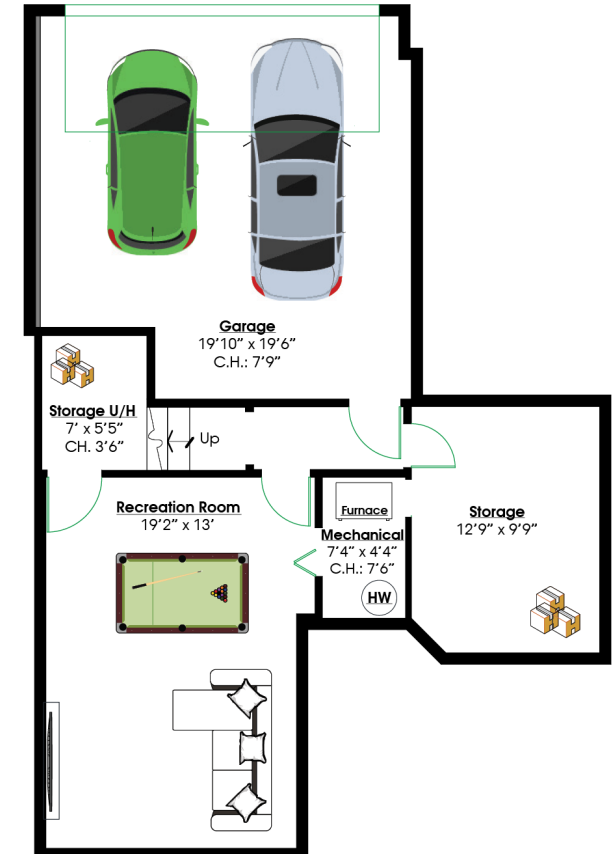 Garage
19'10" x 19'6"
C.H.: 7'9"
Storage U/H
7' x 5'5"
CH. 3'6"
Up
Recreation Room
19'2" x 13'
Furnace
Mechanical
7'4" x 4'4"
C.H.: 7'6"
HW
Storage
12'9" x 9'9"